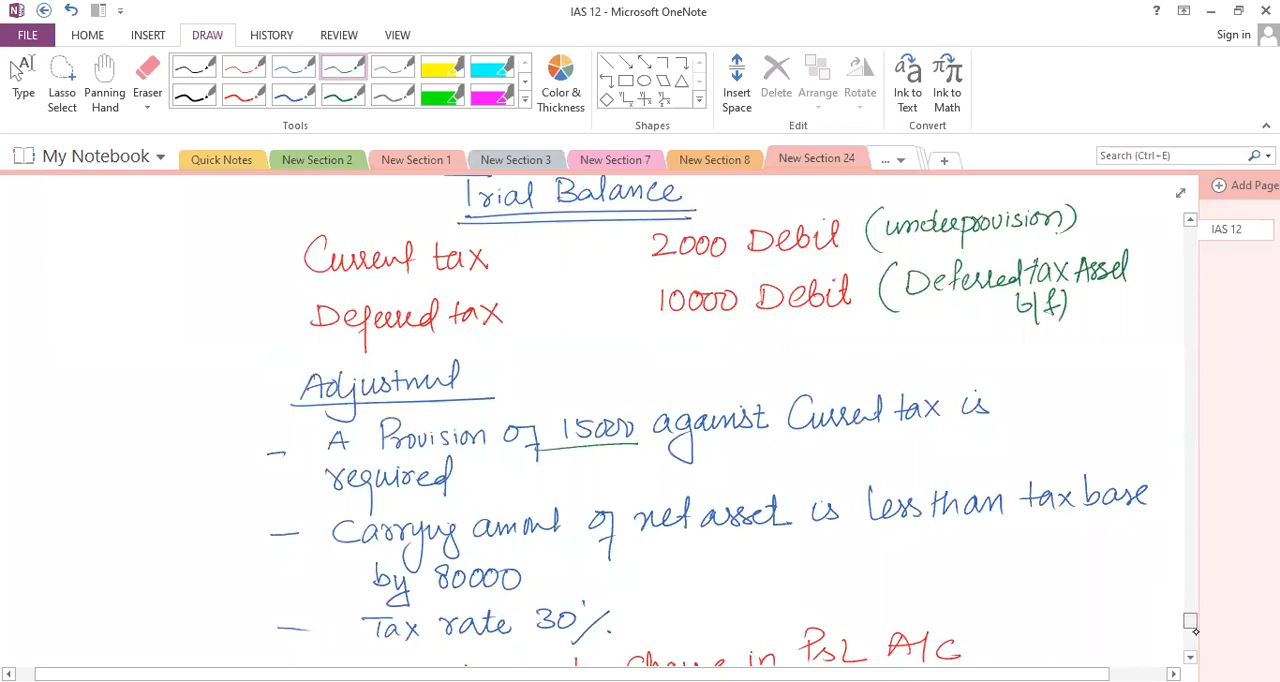 IAS 12 - Microsoft OneNote
?
Sign in
FILE HOME INSERT DRAW HISTORY REVIEW VIEW
Type
Lasso Select
Panning Hand
Eraser
Color & Thickness
Insert Space
Delete
Arrange
Rotate
Ink to Text
Ink to Math
Tools
Shapes
Edit
Convert
My Notebook
Quick Notes
New Section 2
New Section 1
New Section 3
New Section 7
New Section 8
New Section 24
...
Search (Ctrl+E)
Add Page
IAS 12
Trial Balance
Current tax 2000 Debit (underprovision)
Deferred tax 10000 Debit (Deferred tax Asset
b/f)
Adjustment
- A Provision of 15000 against Current tax is
required
- Carrying amount of net asset is less than tax base
by 80000
- Tax rate 30%.
charge in P&L A/C